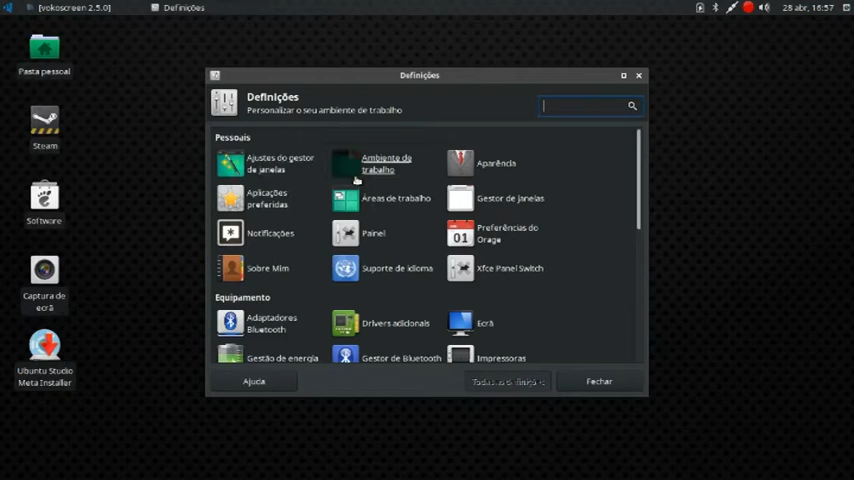 [vokoscreen 2.5.0]
Definições
28 abr, 16:57
Pasta pessoal
Steam
Software
Captura de
ecrã
Ubuntu Studio
Meta Installer
Definições
Definições
Personalizar o seu ambiente de trabalho
Pessoais
Ajustes do gestor
de janelas
Ambiente de
trabalho
Aparência
Aplicações
preferidas
Áreas de trabalho
Gestor de janelas
Notificações
Painel
Preferências do
Orage
01
Sobre Mim
Suporte de idioma
Xfce Panel Switch
Equipamento
Adaptadores
Bluetooth
Drivers adicionais
Ecrã
Gestão de energia
Gestor de Bluetooth
Impressoras
Ajuda
Todas as definições
Fechar